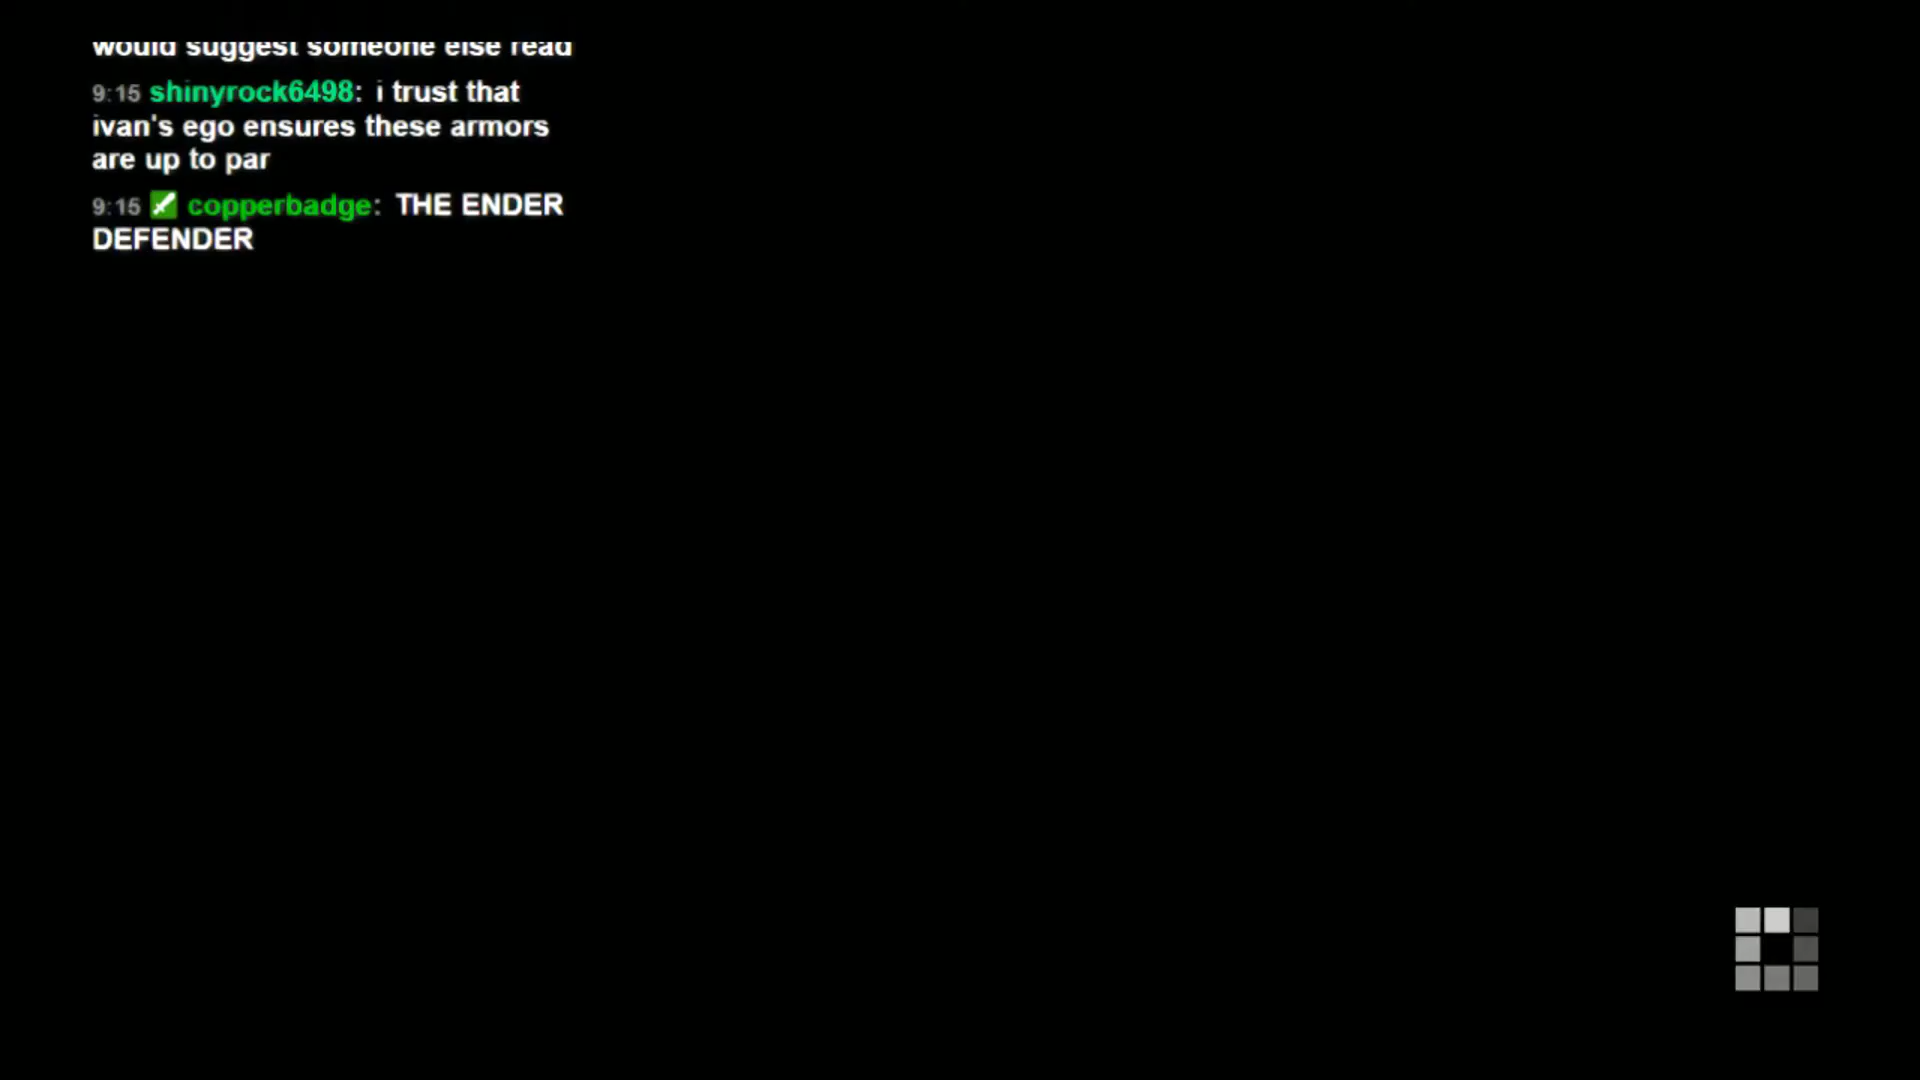 would suggest someone else read
9:15 shinyrock6498: i trust that
ivan's ego ensures these armors
are up to par
9:15 copperbadge: THE ENDER
DEFENDER